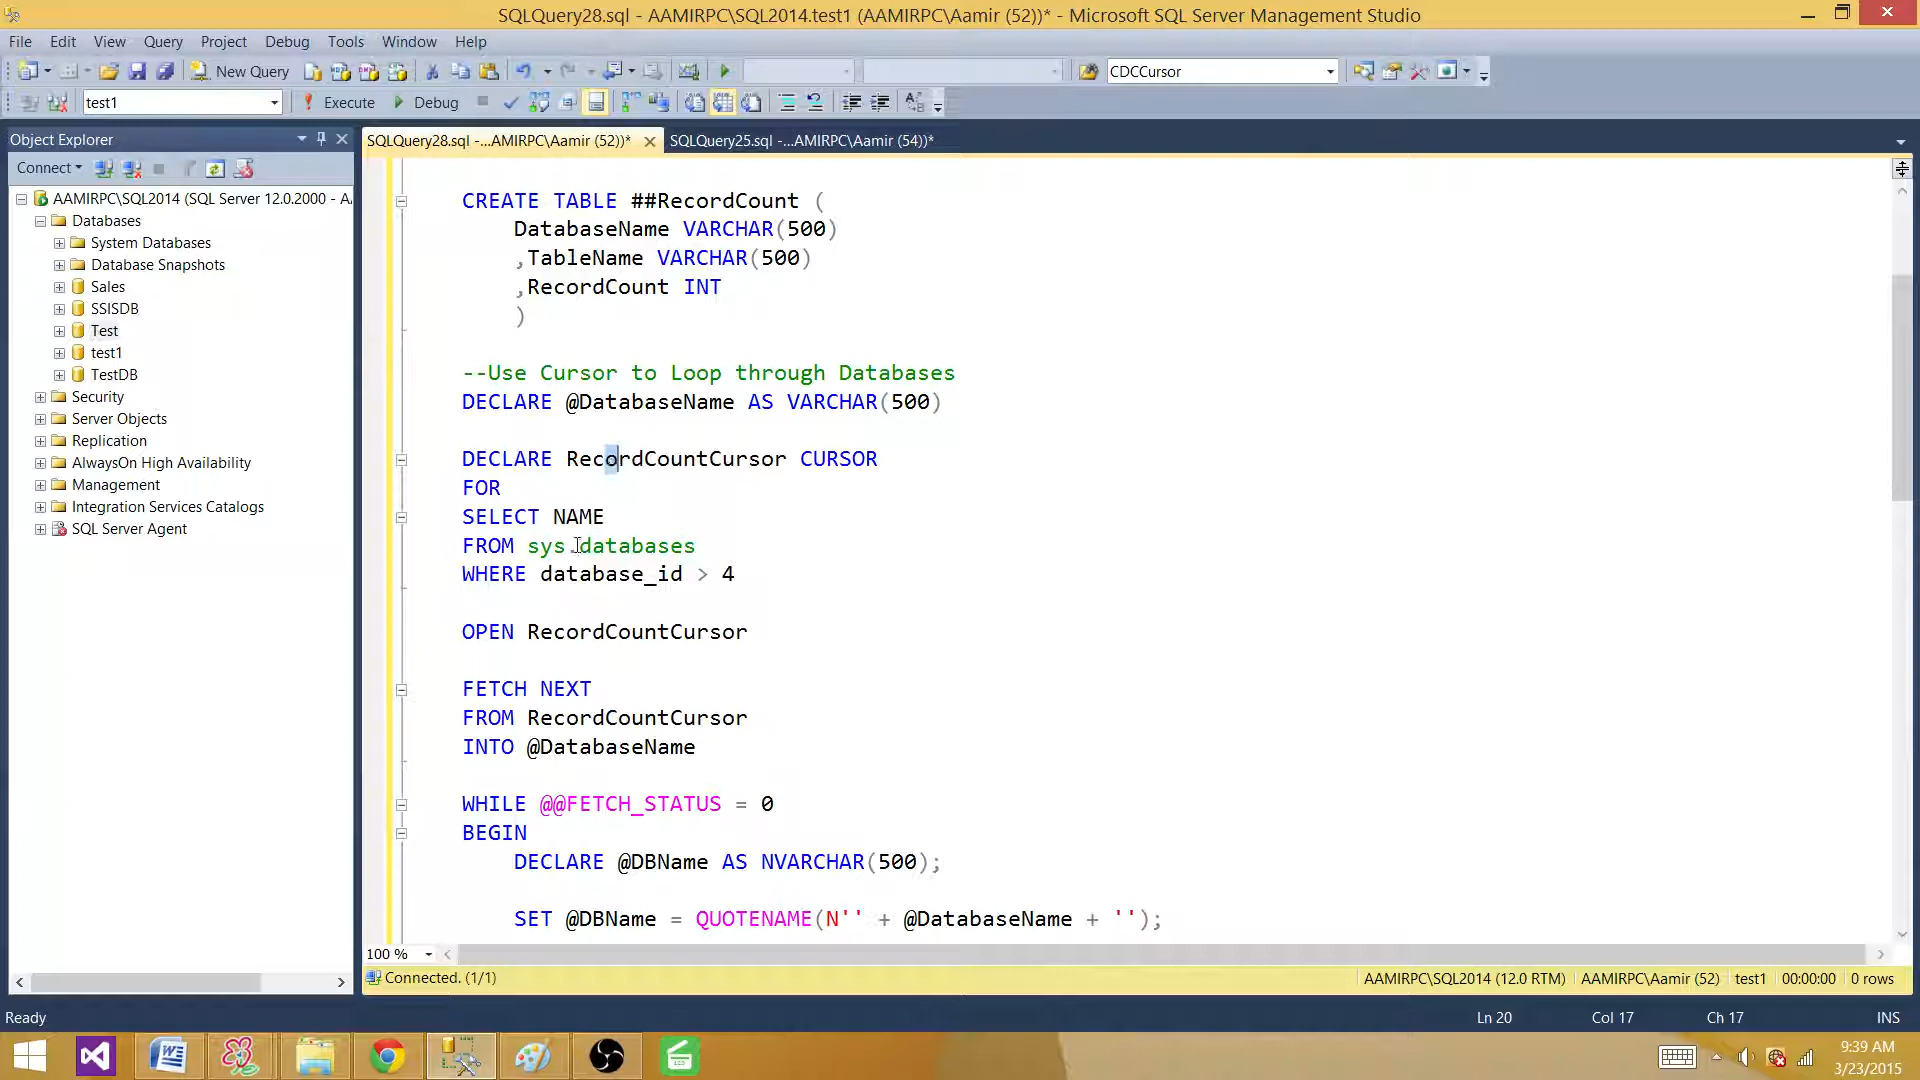 SQLQuery28.sql - AAMIRPC\SQL2014.test1 (AAMIRPC\Aamir (52))* - Microsoft SQL Server Management Studio
File Edit View Query Project Debug Tools Window Help
New Query CDCCursor
test1 Execute Debug
Object Explorer
SQLQuery28.sql -...AMIRPC\Aamir (52))* SQLQuery25.sql -...AMIRPC\Aamir (54))*
Connect
AAMIRPC\SQL2014 (SQL Server 12.0.2000 - A
Databases
System Databases
Database Snapshots
Sales
SSISDB
Test
test1
TestDB
Security
Server Objects
Replication
AlwaysOn High Availability
Management
Integration Services Catalogs
SQL Server Agent
CREATE TABLE ##RecordCount (
DatabaseName VARCHAR(500)
,TableName VARCHAR(500)
,RecordCount INT
)
--Use Cursor to Loop through Databases
DECLARE @DatabaseName AS VARCHAR(500)
DECLARE RecordCountCursor CURSOR
FOR
SELECT NAME
FROM sys.databases
WHERE database_id > 4
OPEN RecordCountCursor
FETCH NEXT
FROM RecordCountCursor
INTO @DatabaseName
WHILE @@FETCH_STATUS = 0
BEGIN
DECLARE @DBName AS NVARCHAR(500);
SET @DBName = QUOTENAME(N'' + @DatabaseName + '');
100 %
Connected. (1/1) AAMIRPC\SQL2014 (12.0 RTM) AAMIRPC\Aamir (52) test1 00:00:00 0 rows
Ready Ln 20 Col 17 Ch 17 INS
9:39 AM
3/23/2015